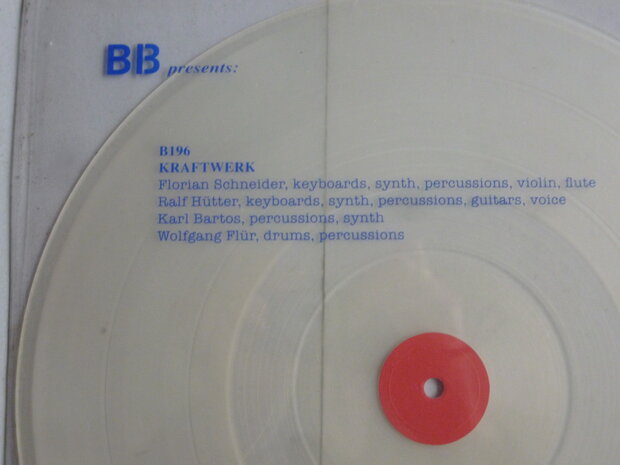 BB presents:
B196
KRAFTWERK
Florian Schneider, keyboards, synth, percussions, violin, flute
Ralf Hütter, keyboards, synth, percussions, guitars, voice
Karl Bartos, percussions, synth
Wolfgang Flür, drums, percussions